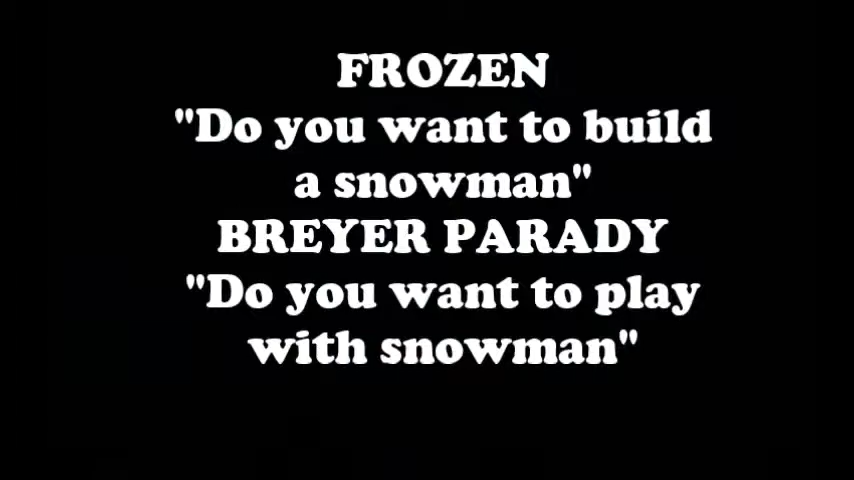 FROZEN
"Do you want to build
a snowman"
BREYER PARADY
"Do you want to play
with snowman"